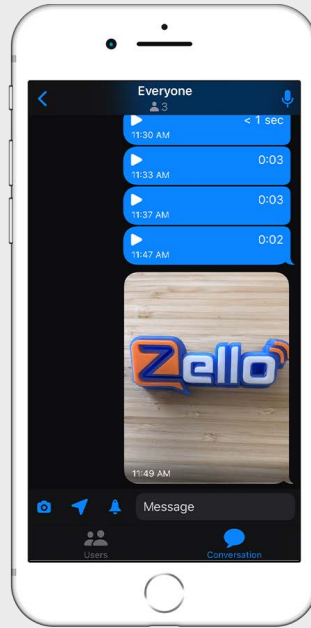 Everyone
3
< 1 sec
11:30 AM
0:03
11:33 AM
0:03
11:37 AM
0:02
11:47 AM
Zello
11:49 AM
Message
Users
Conversation